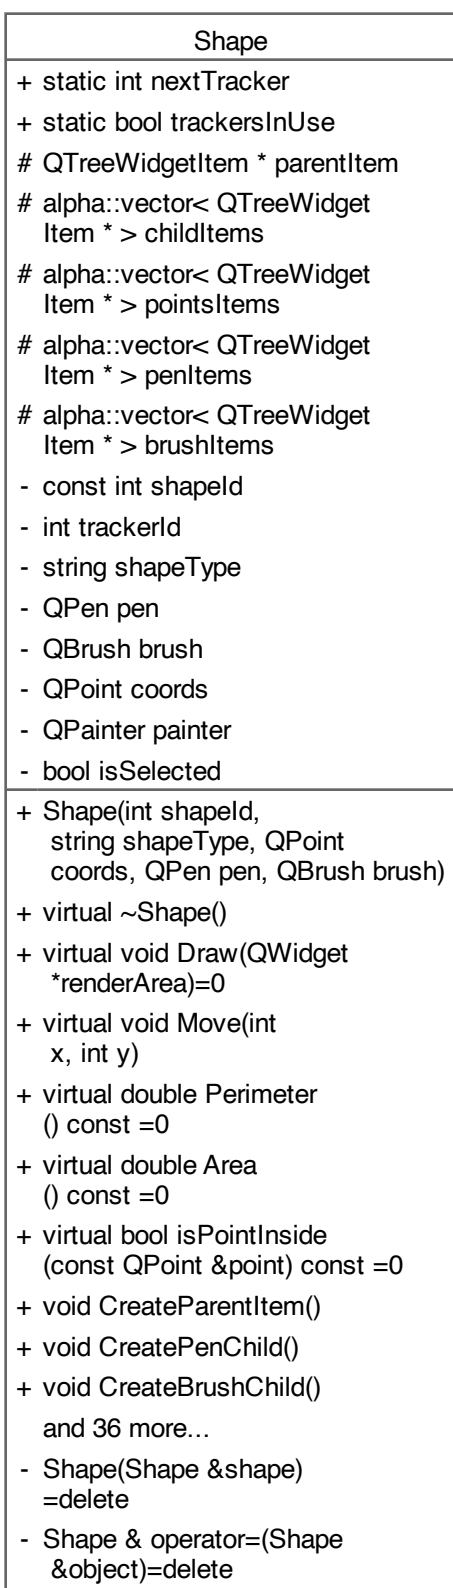 Shape
+ static int nextTracker
+ static bool trackersInUse
# QTreeWidgetItem * parentItem
# alpha::vector< QTreeWidget
Item * > childItems
# alpha::vector< QTreeWidget
Item * > pointsItems
# alpha::vector< QTreeWidget
Item * > penItems
# alpha::vector< QTreeWidget
Item * > brushItems
- const int shapeId
- int trackerId
- string shapeType
- QPen pen
- QBrush brush
- QPoint coords
- QPainter painter
- bool isSelected
+ Shape(int shapeId,
string shapeType, QPoint
coords, QPen pen, QBrush brush)
+ virtual ~Shape()
+ virtual void Draw(QWidget
*renderArea)=0
+ virtual void Move(int
x, int y)
+ virtual double Perimeter
() const =0
+ virtual double Area
() const =0
+ virtual bool isPointInside
(const QPoint &point) const =0
+ void CreateParentItem()
+ void CreatePenChild()
+ void CreateBrushChild()
and 36 more...
- Shape(Shape &shape)
=delete
- Shape & operator=(Shape
&object)=delete